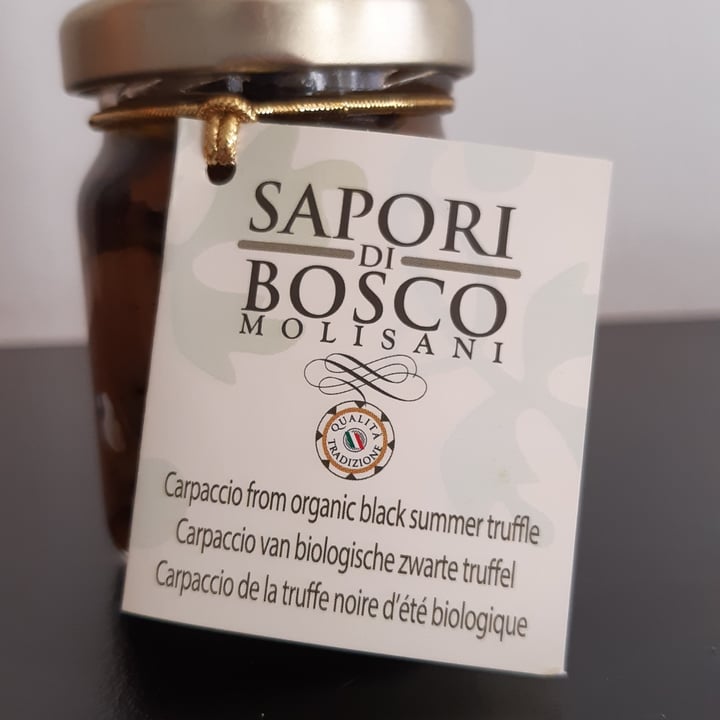 SAPORI
DI
BOSCO
MOLISANI
QUALITA
TRADIZIONE
Carpaccio from organic black summer truffle
Carpaccio van biologische zwarte truffel
Carpaccio de la truffe noire d'été biologique